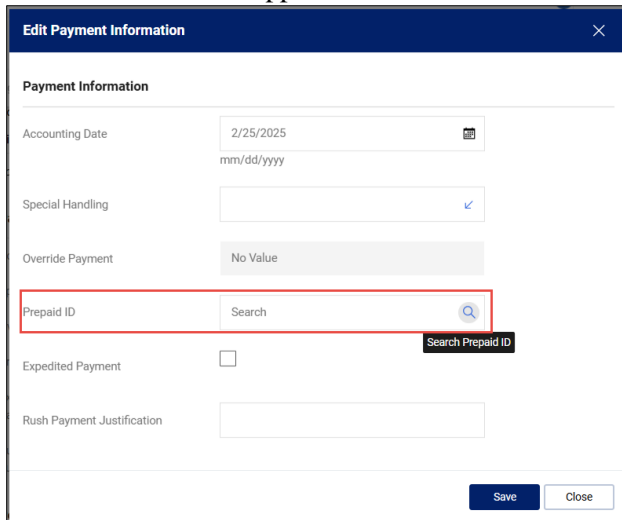 Edit Payment Information
Payment Information
Accounting Date
2/25/2025
mm/dd/yyyy
Special Handling
Override Payment
No Value
Prepaid ID
Search
Search Prepaid ID
Expedited Payment
Rush Payment Justification
Save
Close